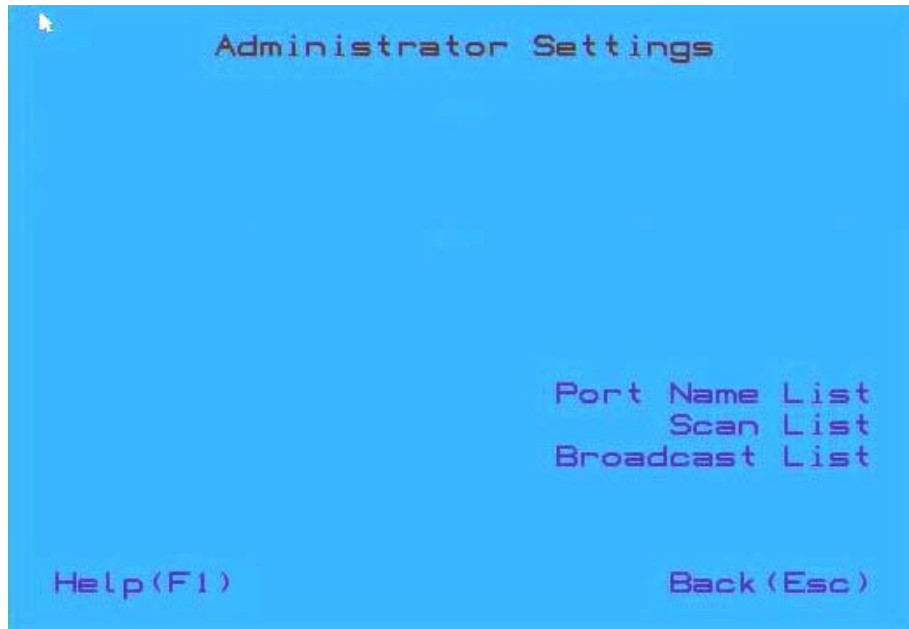 Administrator Settings
Port Name List
Scan List
Broadcast List
Help(F1)
Back(Esc)